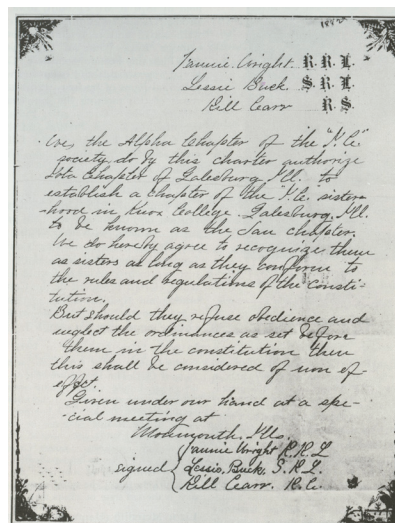 1882
Fannie Wright R. R. L.
Lessie Buck S. R. L.
Kill Carr R. S.
We, the Alpha Chapter of the "I.C."
society do by this charter authorize
Iota Chapter of Galesburg Ill. to
establish a chapter of the "I.C." sister-
-hood in Knox College, Galesburg, Ill.
to be known as the Tau chapter.
We do hereby agree to recognize them
as sisters as long as they conform to
the rules and regulations of the Consti-
tution.
But should they refuse obedience and
neglect the ordinances as set before
them in the constitution then
this shall be considered of non ef-
effect.
Given under our hand at a spe-
-cial meeting at
Monmouth, Ills.
Fannie Wright R.R.L
signed Lessie Buck, S.R.L.